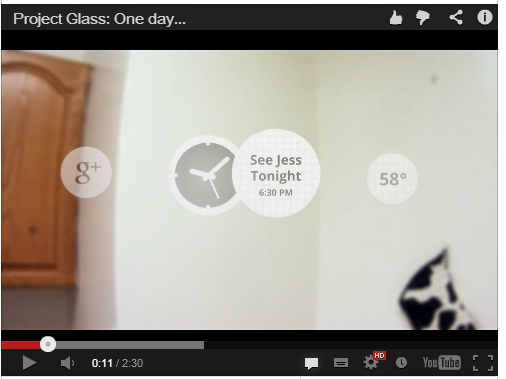 Project Glass: One day...
g+
See Jess
Tonight
6:30 PM
58°
0:11 / 2:30
HD
YouTube